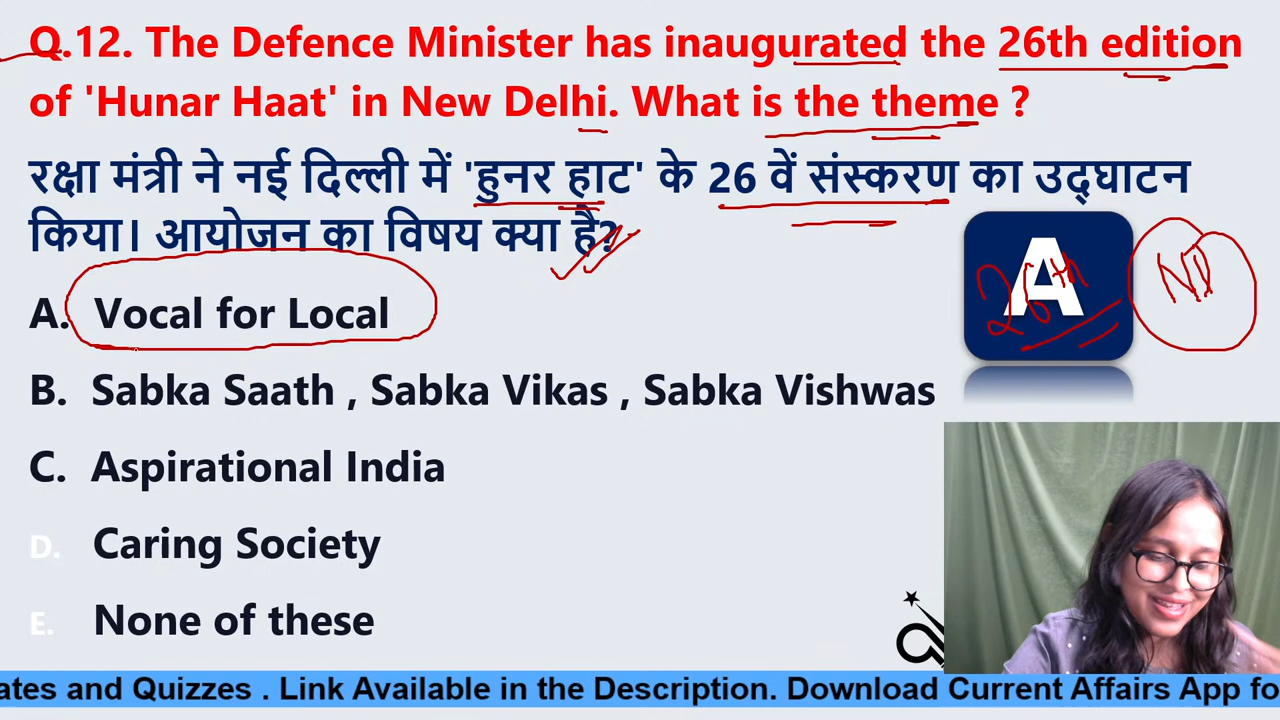 Q.12. The Defence Minister has inaugurated the 26th edition
of 'Hunar Haat' in New Delhi. What is the theme ?
रक्षा मंत्री ने नई दिल्ली में 'हुनर हाट' के 26 वें संस्करण का उद्घाटन
किया। आयोजन का विषय क्या है?
A. Vocal for Local
B. Sabka Saath , Sabka Vikas , Sabka Vishwas
C. Aspirational India
D. Caring Society
E. None of these
A
26th
ND
ates and Quizzes . Link Available in the Description. Download Current Affairs App fo